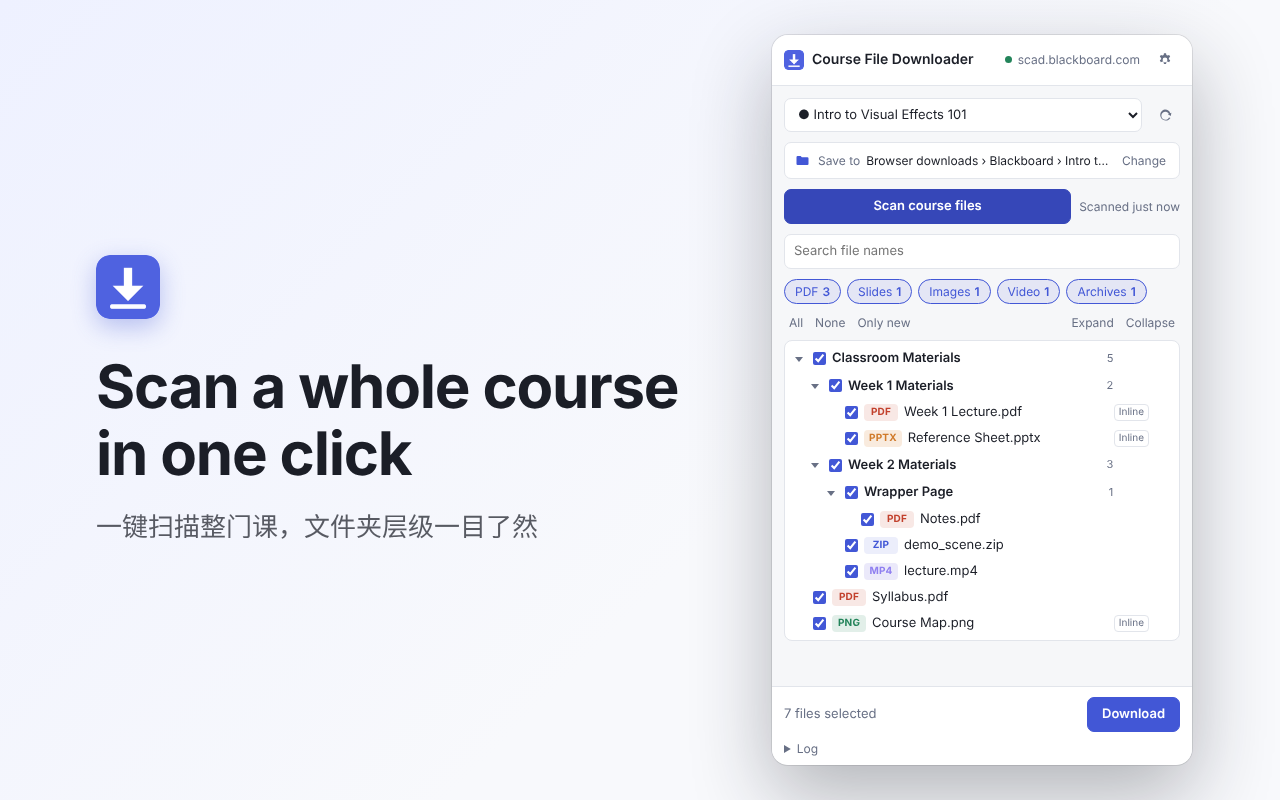 Scan a whole course
in one click
一键扫描整门课，文件夹层级一目了然
Course File Downloader scad.blackboard.com
Intro to Visual Effects 101
Save to Browser downloads › Blackboard › Intro t... Change
Scan course files Scanned just now
Search file names
PDF 3 Slides 1 Images 1 Video 1 Archives 1
All None Only new Expand Collapse
Classroom Materials 5
Week 1 Materials 2
PDF Week 1 Lecture.pdf Inline
PPTX Reference Sheet.pptx Inline
Week 2 Materials 3
Wrapper Page 1
PDF Notes.pdf
ZIP demo_scene.zip
MP4 lecture.mp4
PDF Syllabus.pdf
PNG Course Map.png Inline
7 files selected Download
Log